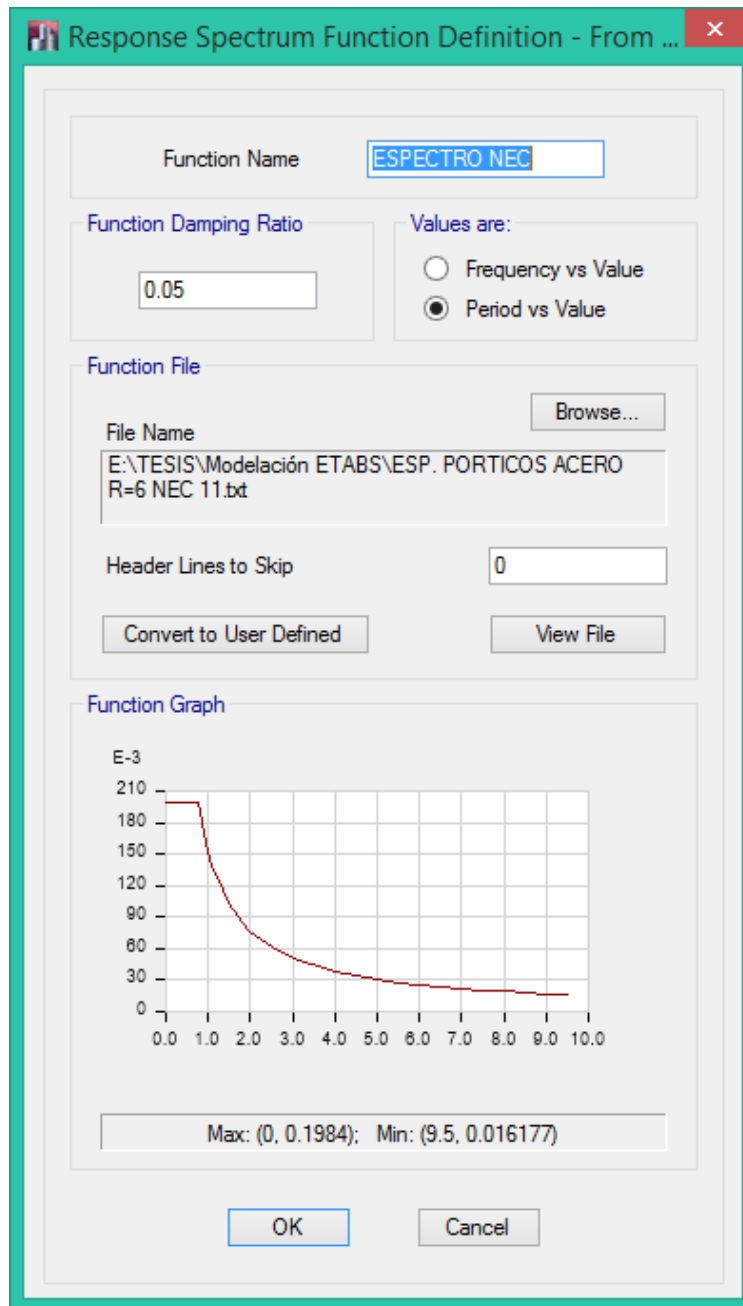 Response Spectrum Function Definition - From ...
Function Name
ESPECTRO NEC
Function Damping Ratio
0.05
Values are:
Frequency vs Value
Period vs Value
Function File
Browse...
File Name
E:\TESIS\Modelación ETABS\ESP. PORTICOS ACERO
R=6 NEC 11.txt
Header Lines to Skip
0
Convert to User Defined
View File
Function Graph
E-3
210
180
150
120
90
60
30
0
0.0 1.0 2.0 3.0 4.0 5.0 6.0 7.0 8.0 9.0 10.0
Max: (0, 0.1984); Min: (9.5, 0.016177)
OK
Cancel